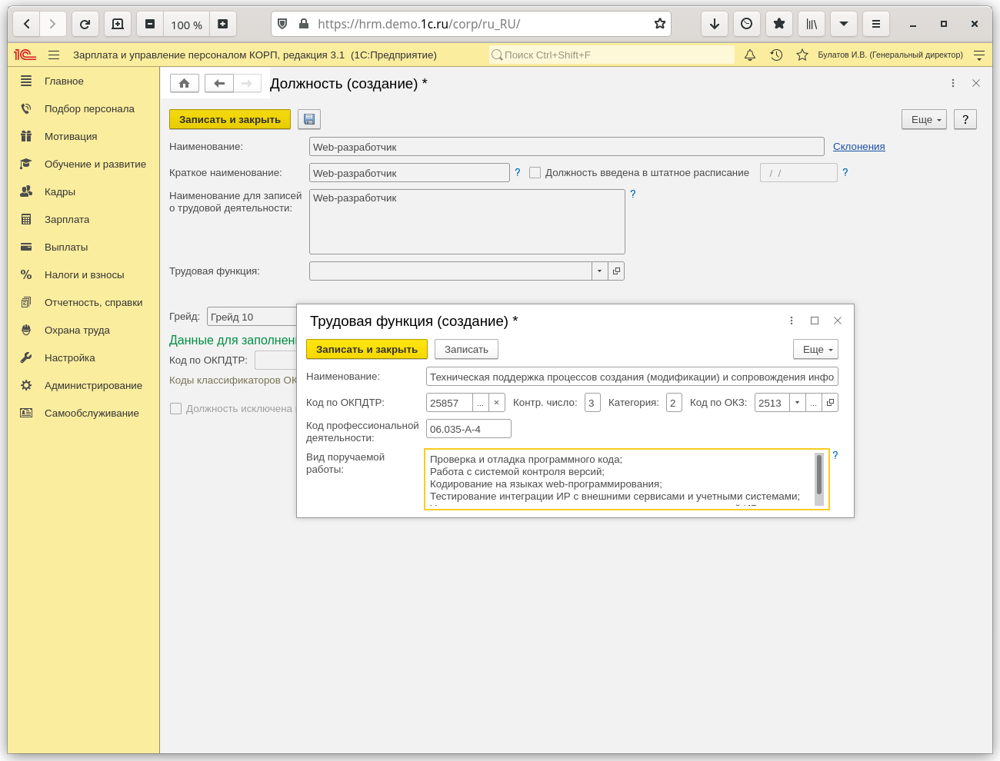 100 %
https://hrm.demo.1c.ru/corp/ru_RU/
1С
Зарплата и управление персоналом КОРП, редакция 3.1 (1С:Предприятие)
Поиск Ctrl+Shift+F
Булатов И.В. (Генеральный директор)
Главное
Подбор персонала
Мотивация
Обучение и развитие
Кадры
Зарплата
Выплаты
Налоги и взносы
Отчетность, справки
Охрана труда
Настройка
Администрирование
Самообслуживание
Должность (создание) *
Записать и закрыть
Еще
?
Наименование: Web-разработчик Склонения
Краткое наименование: Web-разработчик ? Должность введена в штатное расписание / / ?
Наименование для записей
о трудовой деятельности:
Web-разработчик
?
Трудовая функция:
Грейд: Грейд 10
Данные для заполнен
Код по ОКПДТР:
Коды классификаторов ОК
Должность исключена
Трудовая функция (создание) *
Записать и закрыть Записать Еще
Наименование: Техническая поддержка процессов создания (модификации) и сопровождения инфо
Код по ОКПДТР: 25857 ... × Контр. число: 3 Категория: 2 Код по ОКЗ: 2513 ...
Код профессиональной
деятельности:
06.035-А-4
Вид поручаемой
работы:
Проверка и отладка программного кода;
Работа с системой контроля версий;
Кодирование на языках web-программирования;
Тестирование интеграции ИР с внешними сервисами и учетными системами;
?